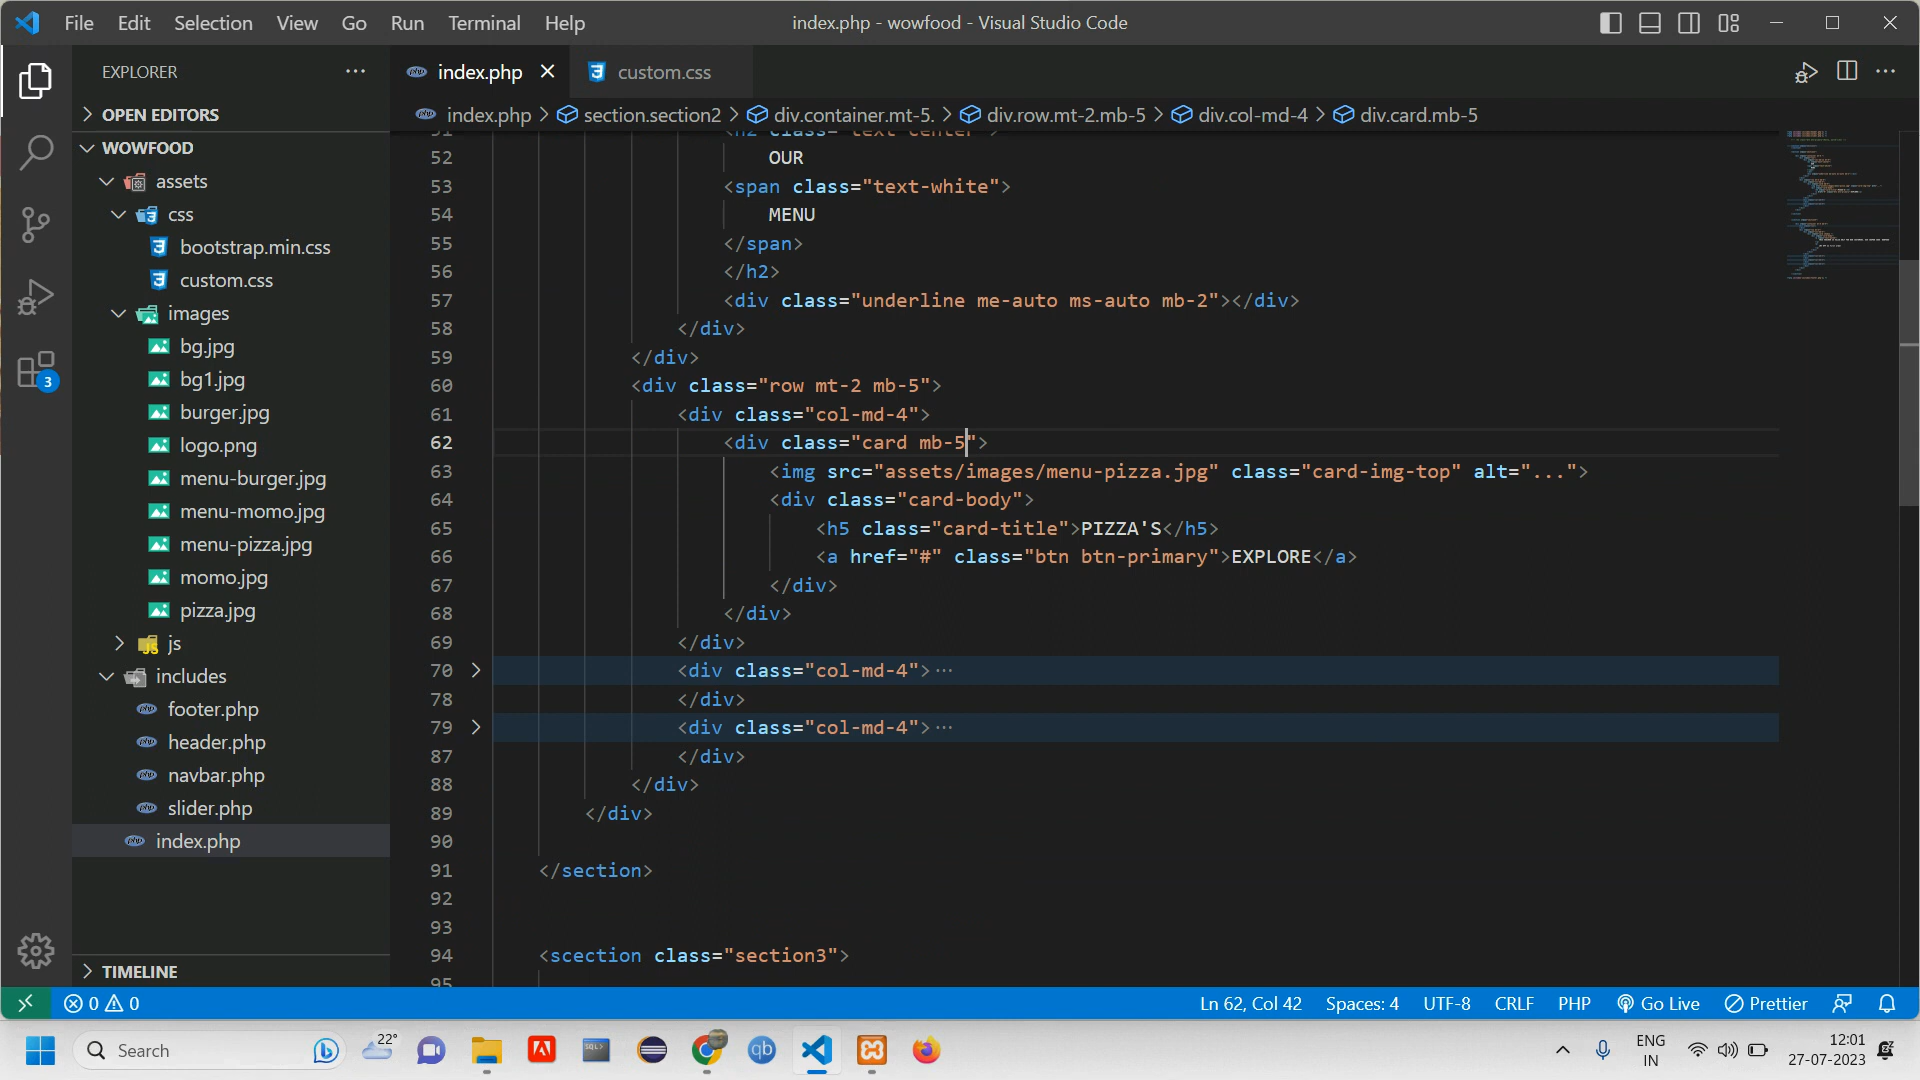 File Edit Selection View Go Run Terminal Help
index.php - wowfood - Visual Studio Code
EXPLORER
index.php
custom.css
OPEN EDITORS
index.php > section.section2 > div.container.mt-5. > div.row.mt-2.mb-5 > div.col-md-4 > div.card.mb-5
WOWFOOD
assets
css
bootstrap.min.css
custom.css
images
bg.jpg
bg1.jpg
burger.jpg
logo.png
menu-burger.jpg
menu-momo.jpg
menu-pizza.jpg
momo.jpg
pizza.jpg
js
includes
footer.php
header.php
navbar.php
slider.php
index.php
TIMELINE
3
51 <h2 class="text-center">
52 OUR
53 <span class="text-white">
54 MENU
55 </span>
56 </h2>
57 <div class="underline me-auto ms-auto mb-2"></div>
58 </div>
59 </div>
60 <div class="row mt-2 mb-5">
61 <div class="col-md-4">
62 <div class="card mb-5">
63 <img src="assets/images/menu-pizza.jpg" class="card-img-top" alt="...">
64 <div class="card-body">
65 <h5 class="card-title">PIZZA'S</h5>
66 <a href="#" class="btn btn-primary">EXPLORE</a>
67 </div>
68 </div>
69 </div>
70 <div class="col-md-4">···
78 </div>
79 <div class="col-md-4">···
87 </div>
88 </div>
89 </div>
90
91 </section>
92
93
94 <scection class="section3">
95
0 0 Ln 62, Col 42 Spaces: 4 UTF-8 CRLF PHP Go Live Prettier
Search
22°
SQL>
qb
ENG
IN
12:01
27-07-2023